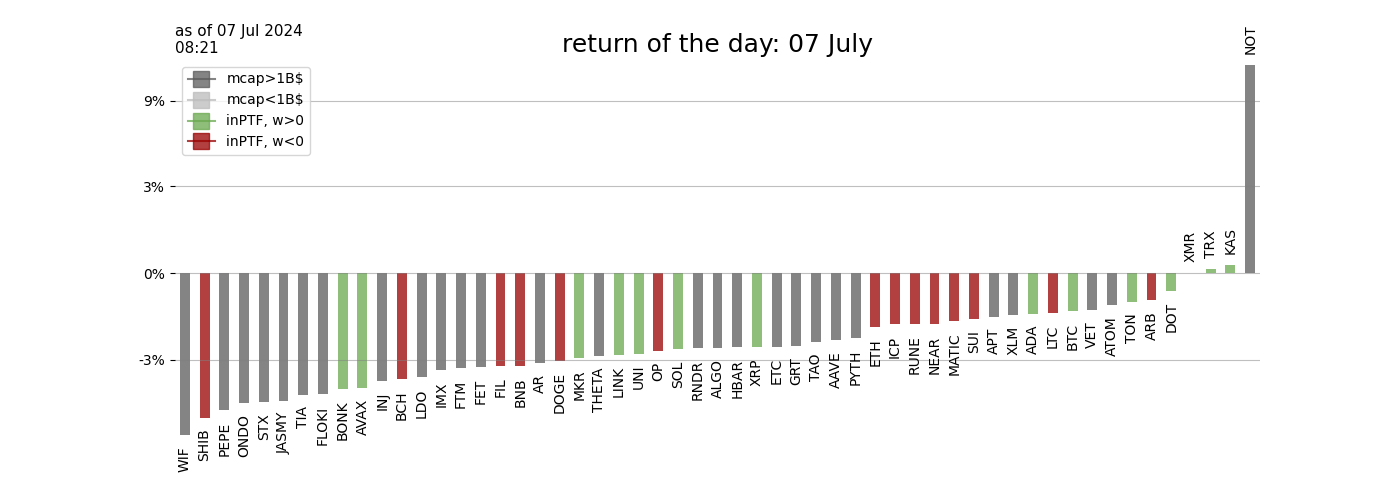 as of 07 Jul 2024
08:21
return of the day: 07 July
mcap>1B$
mcap<1B$
inPTF, w>0
inPTF, w<0
9%
3%
0%
-3%
WIF
SHIB
PEPE
ONDO
STX
JASMY
TIA
FLOKI
BONK
AVAX
INJ
BCH
LDO
IMX
FTM
FET
FIL
BNB
AR
DOGE
MKR
THETA
LINK
UNI
OP
SOL
RNDR
ALGO
HBAR
XRP
ETC
GRT
TAO
AAVE
PYTH
ETH
ICP
RUNE
NEAR
MATIC
SUI
APT
XLM
ADA
LTC
BTC
VET
ATOM
TON
ARB
DOT
XMR
TRX
KAS
NOT